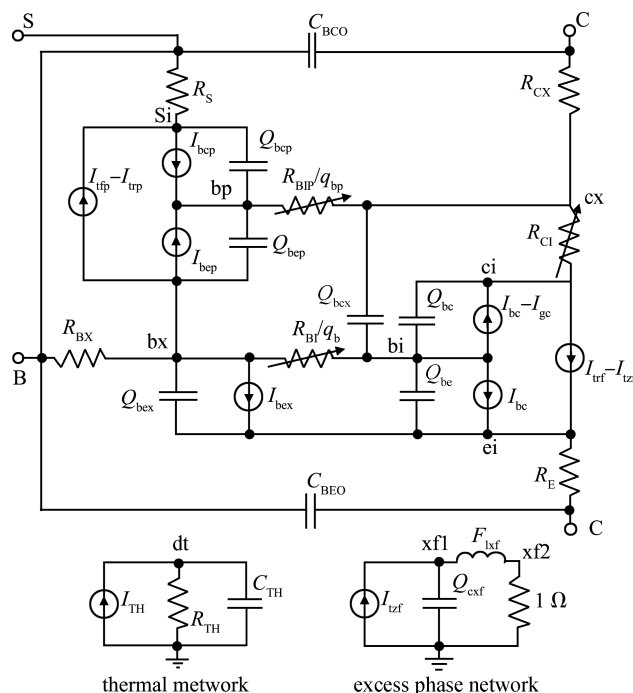 S
C_BCO
C
R_S
R_CX
Si
I_bcp
Q_bcp
I_tfp−I_trp
bp
R_BIP/q_bp
cx
I_bep
Q_bep
R_CI
ci
Q_bcx
Q_bc
I_bc−I_gc
R_BX
bx
R_BI/q_b
bi
B
I_trf−I_tzr
Q_bex
I_bex
Q_be
I_bc
ei
C_BEO
R_E
C
dt
xf1
F_lxf
xf2
I_TH
R_TH
C_TH
I_tzf
Q_cxf
1 Ω
thermal metwork
excess phase network